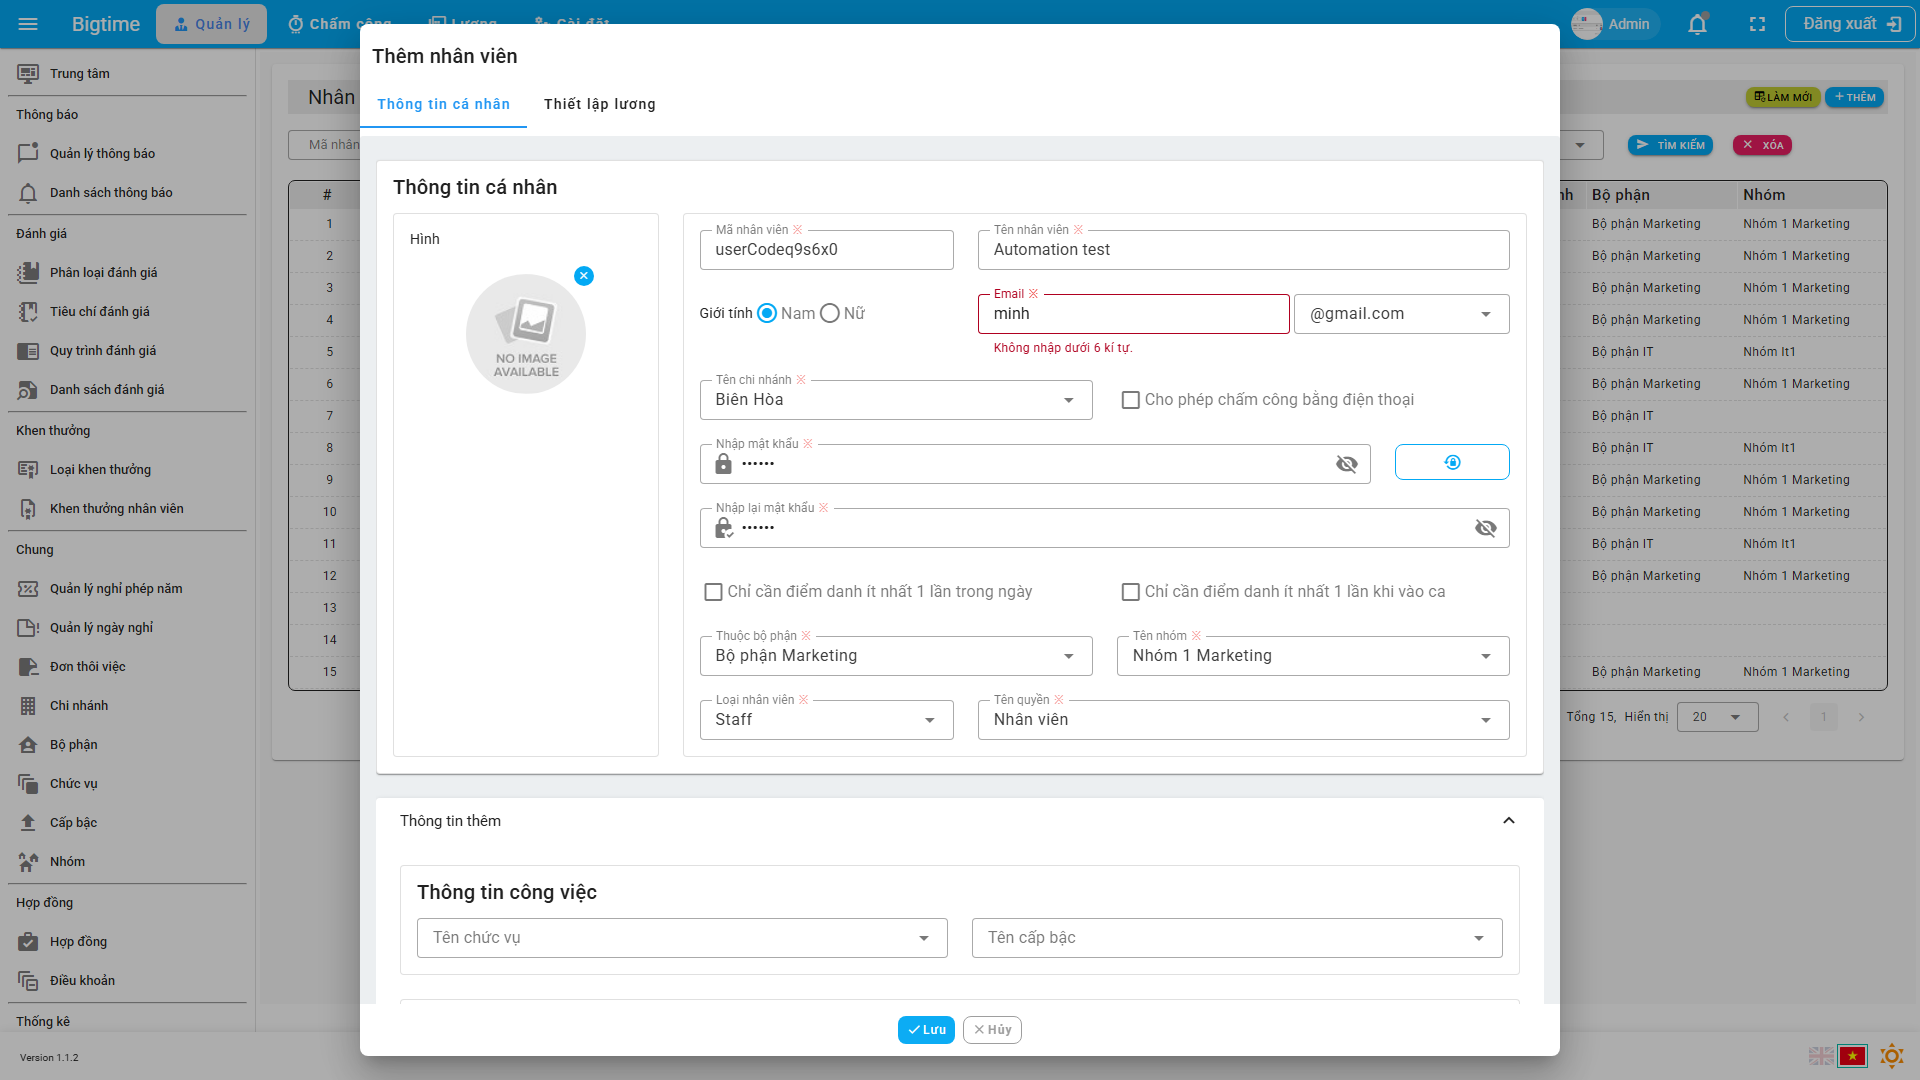 Bigtime
Quản lý
Chấm công
Lương
Cài đặt
Admin
Đăng xuất
Trung tâm
Thông báo
Quản lý thông báo
Danh sách thông báo
Đánh giá
Phân loại đánh giá
Tiêu chí đánh giá
Quy trình đánh giá
Danh sách đánh giá
Khen thưởng
Loại khen thưởng
Khen thưởng nhân viên
Chung
Quản lý nghỉ phép năm
Quản lý ngày nghỉ
Đơn thôi việc
Chi nhánh
Bộ phận
Chức vụ
Cấp bậc
Nhóm
Hợp đồng
Hợp đồng
Điều khoản
Thống kê
Version 1.1.2
Nhân
LÀM MỚI
THÊM
Mã nhân
TÌM KIẾM
XÓA
#
1
2
3
4
5
6
7
8
9
10
11
12
13
14
15
Thêm nhân viên
Thông tin cá nhân
Thiết lập lương
Thông tin cá nhân
Hình
NO IMAGE
AVAILABLE
Mã nhân viên ※
userCodeq9s6x0
Tên nhân viên ※
Automation test
Giới tính
Nam
Nữ
Email ※
minh
@gmail.com
Không nhập dưới 6 kí tự.
Tên chi nhánh ※
Biên Hòa
Cho phép chấm công bằng điện thoại
Nhập mật khẩu ※
••••••
Nhập lại mật khẩu ※
••••••
Chỉ cần điểm danh ít nhất 1 lần trong ngày
Chỉ cần điểm danh ít nhất 1 lần khi vào ca
Thuộc bộ phận ※
Bộ phận Marketing
Tên nhóm ※
Nhóm 1 Marketing
Loại nhân viên ※
Staff
Tên quyền ※
Nhân viên
Thông tin thêm
Thông tin công việc
Tên chức vụ
Tên cấp bậc
Lưu
Hủy
nh
Bộ phận
Nhóm
Bộ phận Marketing
Nhóm 1 Marketing
Bộ phận Marketing
Nhóm 1 Marketing
Bộ phận Marketing
Nhóm 1 Marketing
Bộ phận Marketing
Nhóm 1 Marketing
Bộ phận IT
Nhóm It1
Bộ phận Marketing
Nhóm 1 Marketing
Bộ phận IT
Bộ phận IT
Nhóm It1
Bộ phận Marketing
Nhóm 1 Marketing
Bộ phận Marketing
Nhóm 1 Marketing
Bộ phận IT
Nhóm It1
Bộ phận Marketing
Nhóm 1 Marketing
Bộ phận Marketing
Nhóm 1 Marketing
Tổng 15,
Hiển thị
20
1